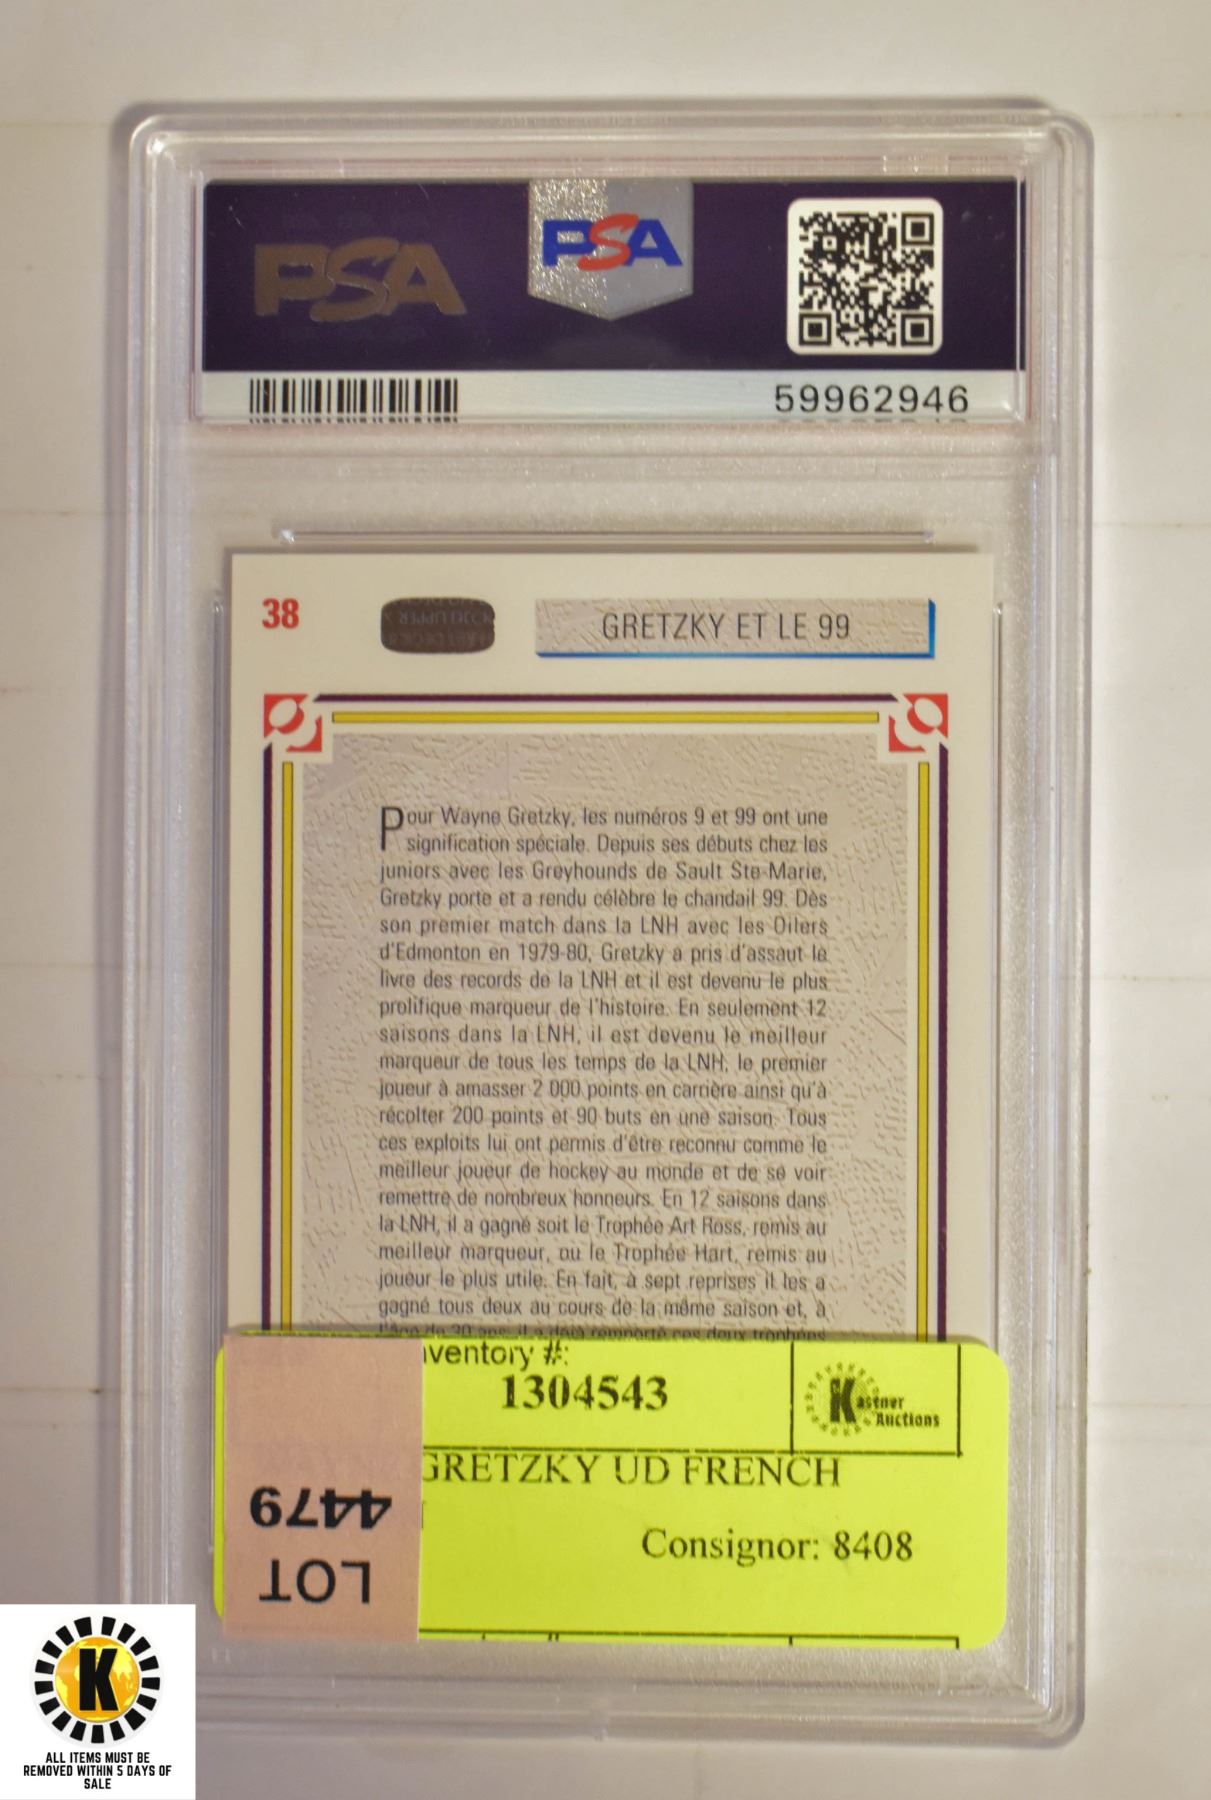 PSA
PSA
59962946
38
GRETZKY ET LE 99
Pour Wayne Gretzky, les numéros 9 et 99 ont une
signification spéciale. Depuis ses débuts chez les
juniors avec les Greyhounds de Sault Ste-Marie,
Gretzky porte et a rendu célèbre le chandail 99. Dès
son premier match dans la LNH avec les Oilers
d'Edmonton en 1979-80, Gretzky a pris d'assaut le
livre des records de la LNH et il est devenu le plus
prolifique marqueur de l'histoire. En seulement 12
saisons dans la LNH, il est devenu le meilleur
marqueur de tous les temps de la LNH, le premier
joueur à amasser 2 000 points en carrière ainsi qu'à
récolter 200 points et 90 buts en une saison. Tous
ces exploits lui ont permis d'être reconnu comme le
meilleur joueur de hockey au monde et de se voir
remettre de nombreux honneurs. En 12 saisons dans
la LNH, il a gagné soit le Trophée Art Ross, remis au
meilleur marqueur, ou le Trophée Hart, remis au
joueur le plus utile. En fait, à sept reprises il les a
gagné tous deux au cours de la même saison et, à
l'âge de 30 ans, il a déjà remporté ces deux trophées
nventory #:
1304543
Kastner
Auctions
GRETZKY UD FRENCH
Consignor: 8408
LOT
4479
K
ALL ITEMS MUST BE
REMOVED WITHIN 5 DAYS OF
SALE